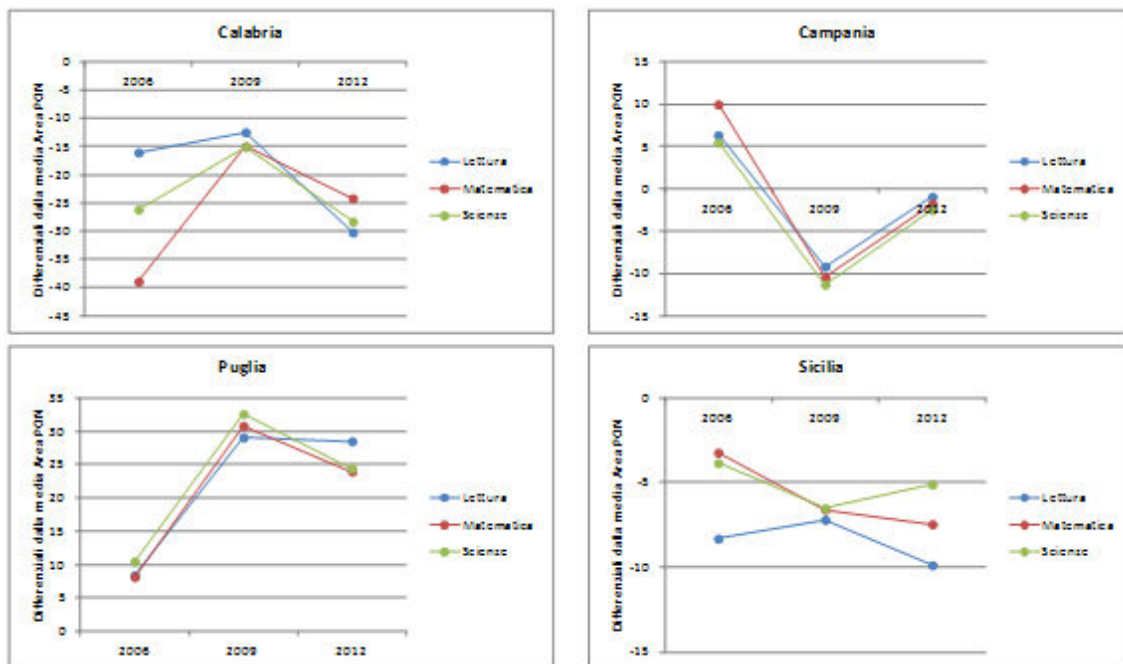 Calabria
Differenziali dalla media Area PON
0
-5
-10
-15
-20
-25
-30
-35
-40
-45
2006 2009 2012
Lettura
Matematica
Scienze
Campania
Differenziali dalla media Area PON
15
10
5
0
-5
-10
-15
2006 2009 2012
Lettura
Matematica
Scienze
Puglia
Differenziali dalla media Area PON
35
30
25
20
15
10
5
0
2006 2009 2012
Lettura
Matematica
Scienze
Sicilia
Differenziali dalla media Area PON
0
-5
-10
-15
2006 2009 2012
Lettura
Matematica
Scienze